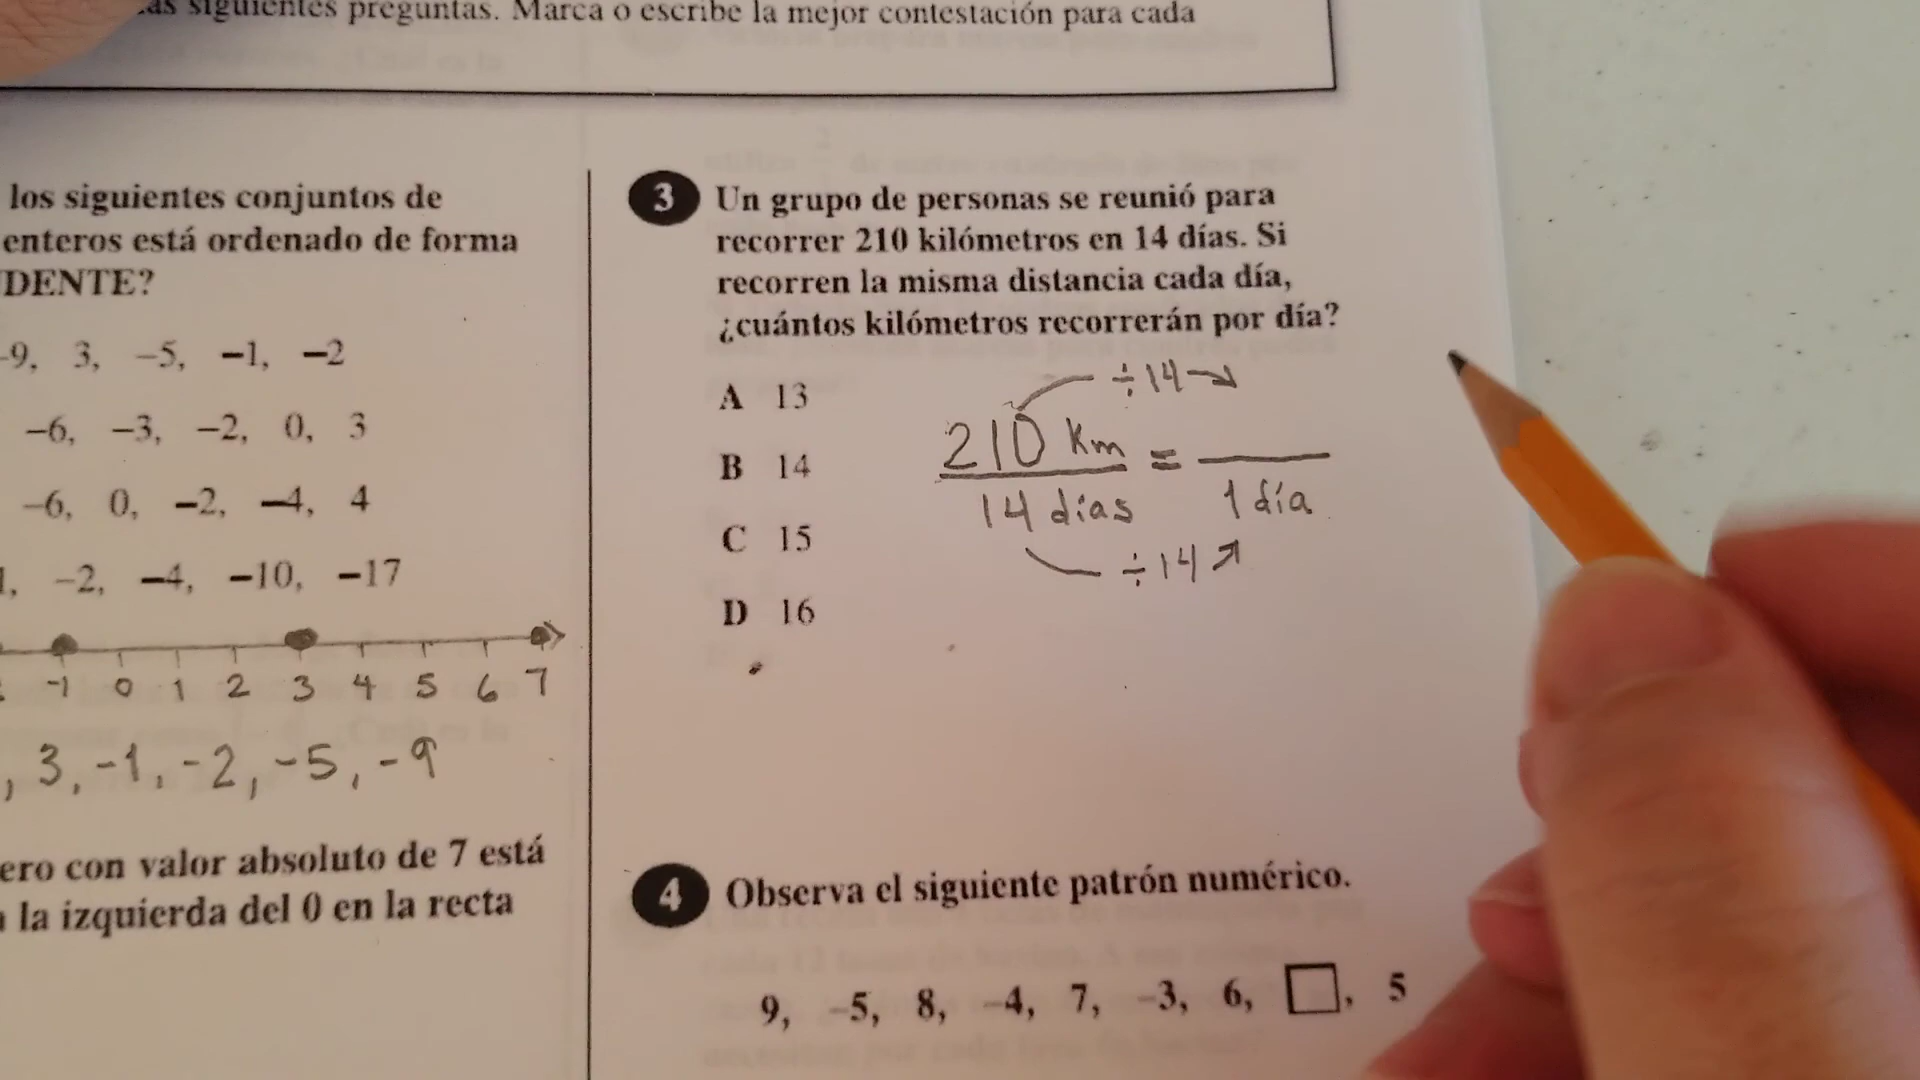 as siguientes preguntas. Marca o escribe la mejor contestación para cada
los siguientes conjuntos de
enteros está ordenado de forma
DENTE?
-9, 3, -5, -1, -2
-6, -3, -2, 0, 3
-6, 0, -2, -4, 4
, -2, -4, -10, -17
-1 0 1 2 3 4 5 6 7
, 3, -1, -2, -5, -9
ero con valor absoluto de 7 está
la izquierda del 0 en la recta
3 Un grupo de personas se reunió para
recorrer 210 kilómetros en 14 días. Si
recorren la misma distancia cada día,
¿cuántos kilómetros recorrerán por día?
A 13
B 14
C 15
D 16
÷14
210 km = ___
14 días 1 día
÷14
4 Observa el siguiente patrón numérico.
9, -5, 8, -4, 7, -3, 6, □, 5